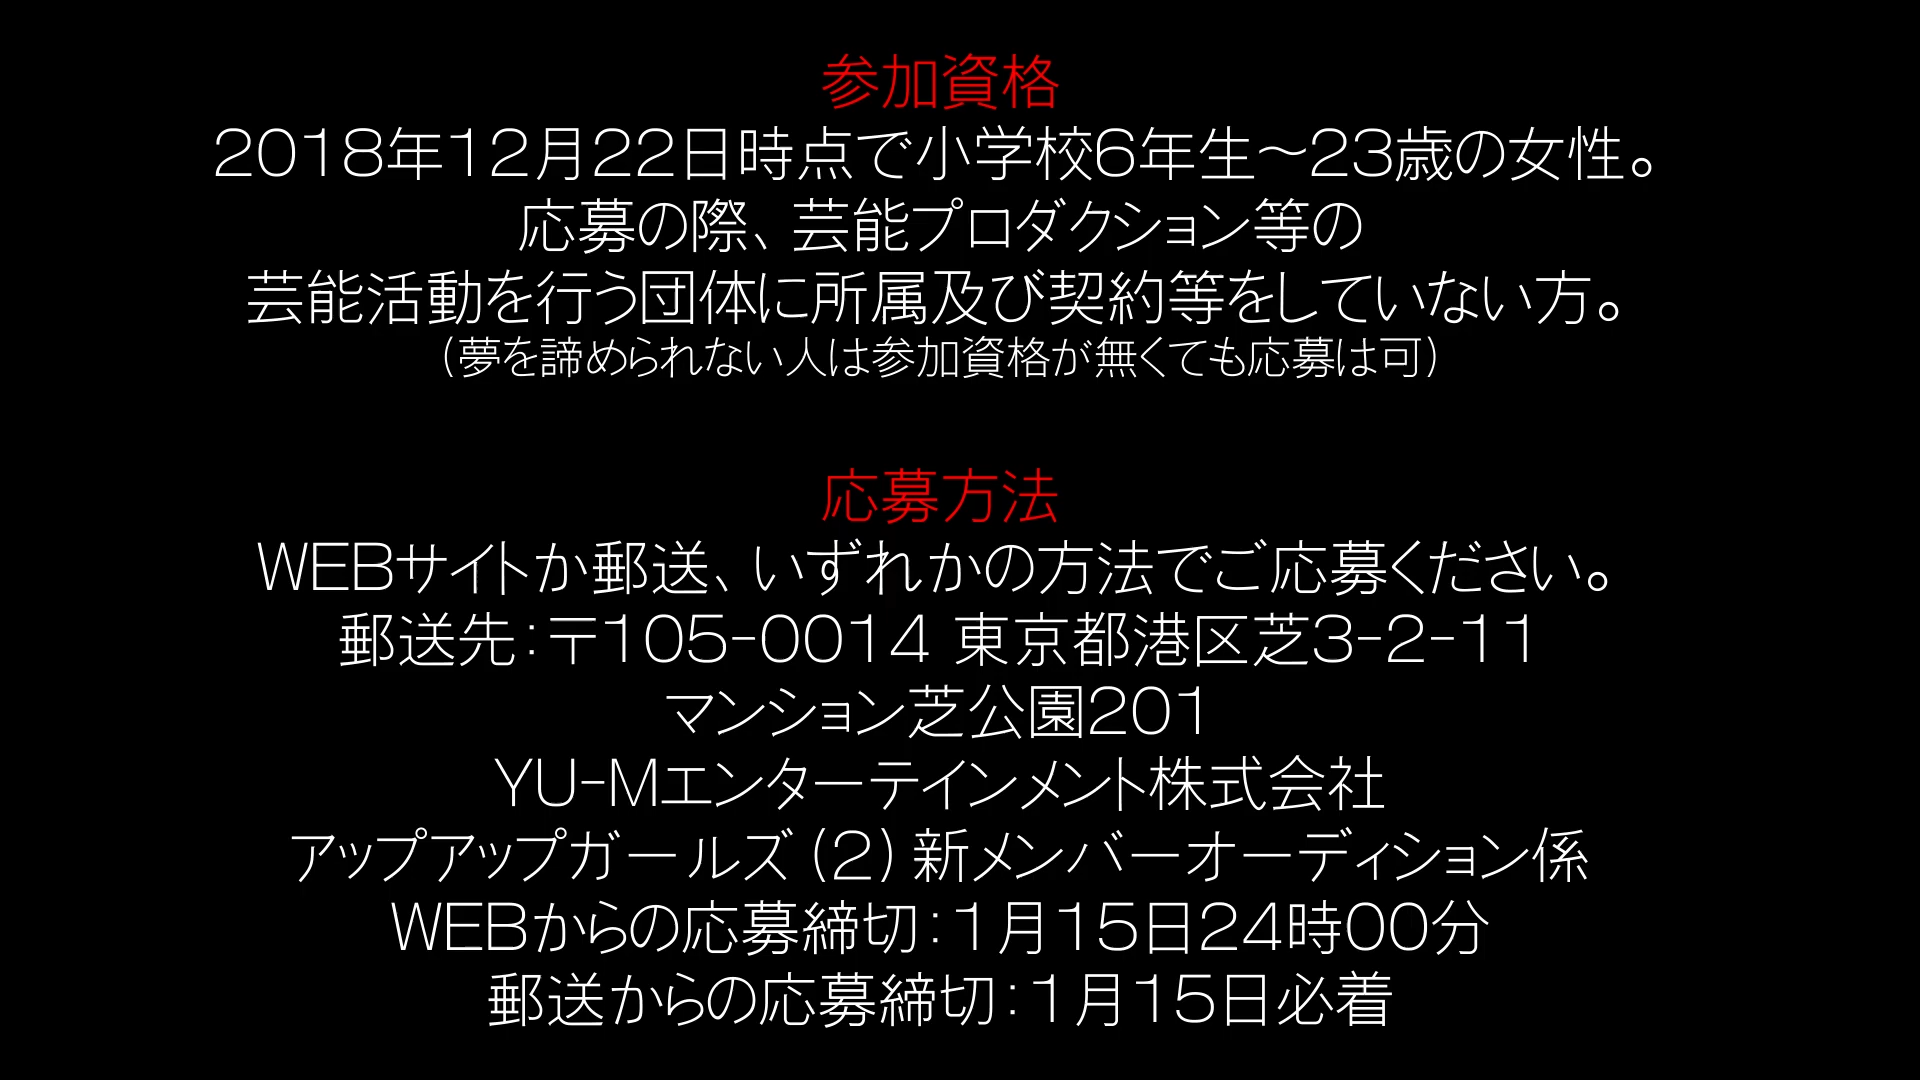 参加資格
2018年12月22日時点で小学校6年生～23歳の女性。
応募の際、芸能プロダクション等の
芸能活動を行う団体に所属及び契約等をしていない方。
（夢を諦められない人は参加資格が無くても応募は可）
応募方法
WEBサイトか郵送、いずれかの方法でご応募ください。
郵送先：〒105-0014 東京都港区芝3-2-11
マンション芝公園201
YU-Mエンターテインメント株式会社
アップアップガールズ（2）新メンバーオーディション係
WEBからの応募締切：1月15日24時00分
郵送からの応募締切：1月15日必着